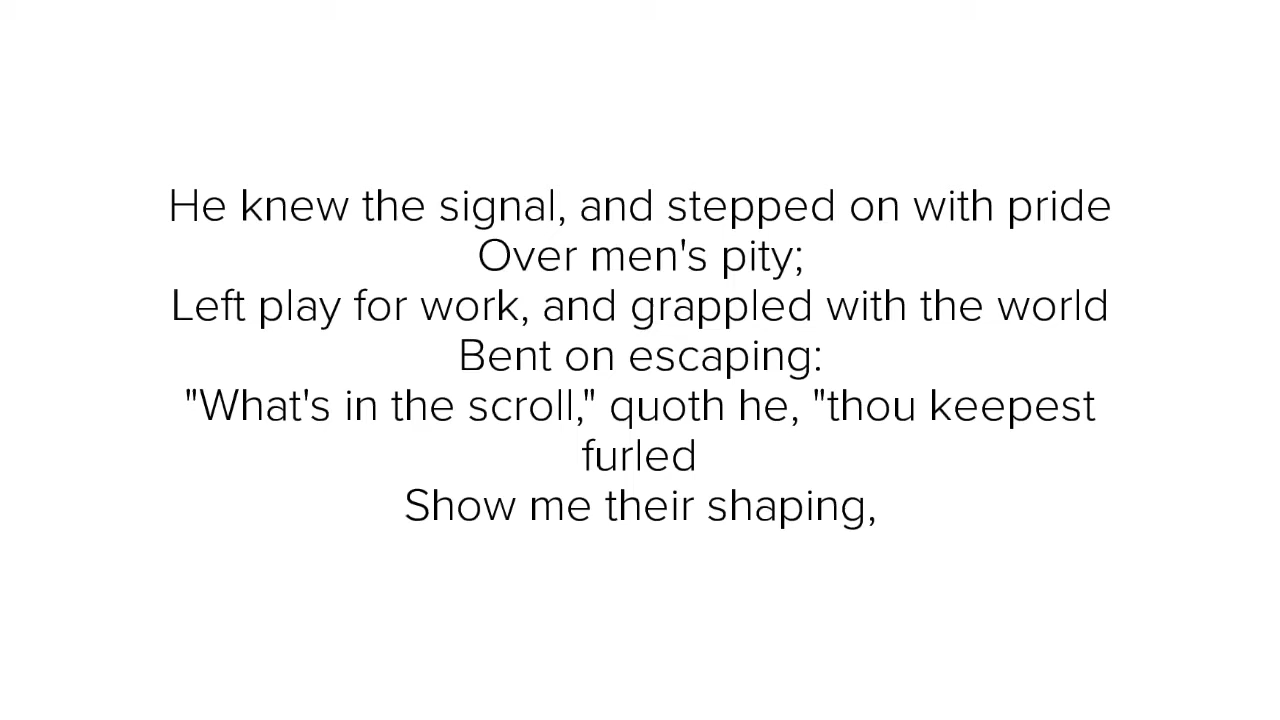 He knew the signal, and stepped on with pride
Over men's pity;
Left play for work, and grappled with the world
Bent on escaping:
"What's in the scroll," quoth he, "thou keepest
furled
Show me their shaping,